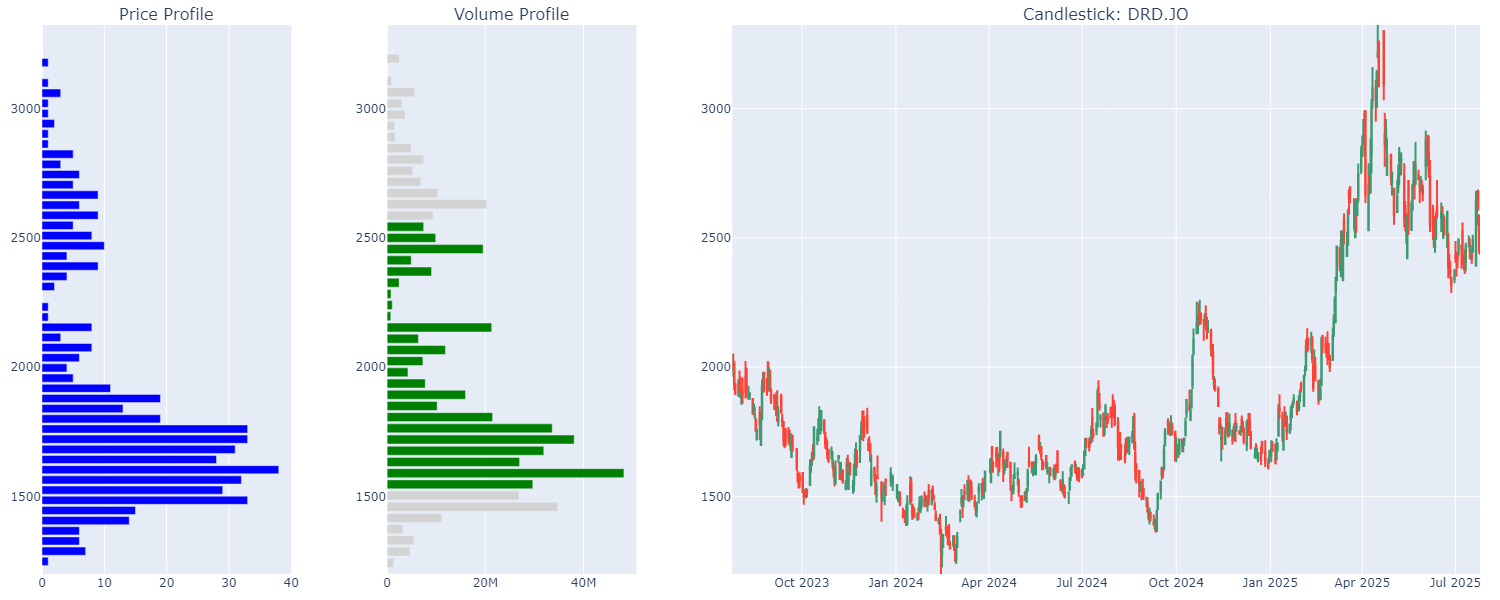 Price Profile
Volume Profile
Candlestick: DRD.JO
3000
2500
2000
1500
0
10
20
30
40
3000
2500
2000
1500
0
20M
40M
3000
2500
2000
1500
Oct 2023
Jan 2024
Apr 2024
Jul 2024
Oct 2024
Jan 2025
Apr 2025
Jul 2025